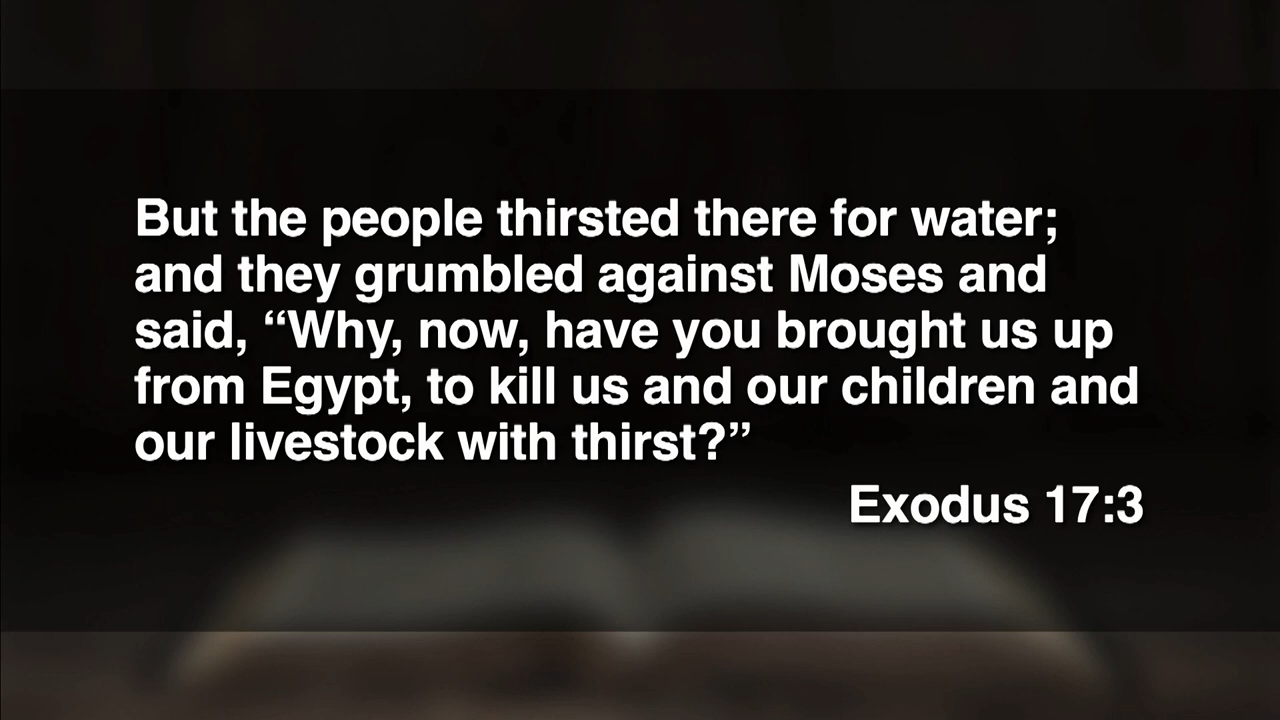 But the people thirsted there for water;
and they grumbled against Moses and
said, “Why, now, have you brought us up
from Egypt, to kill us and our children and
our livestock with thirst?”
Exodus 17:3